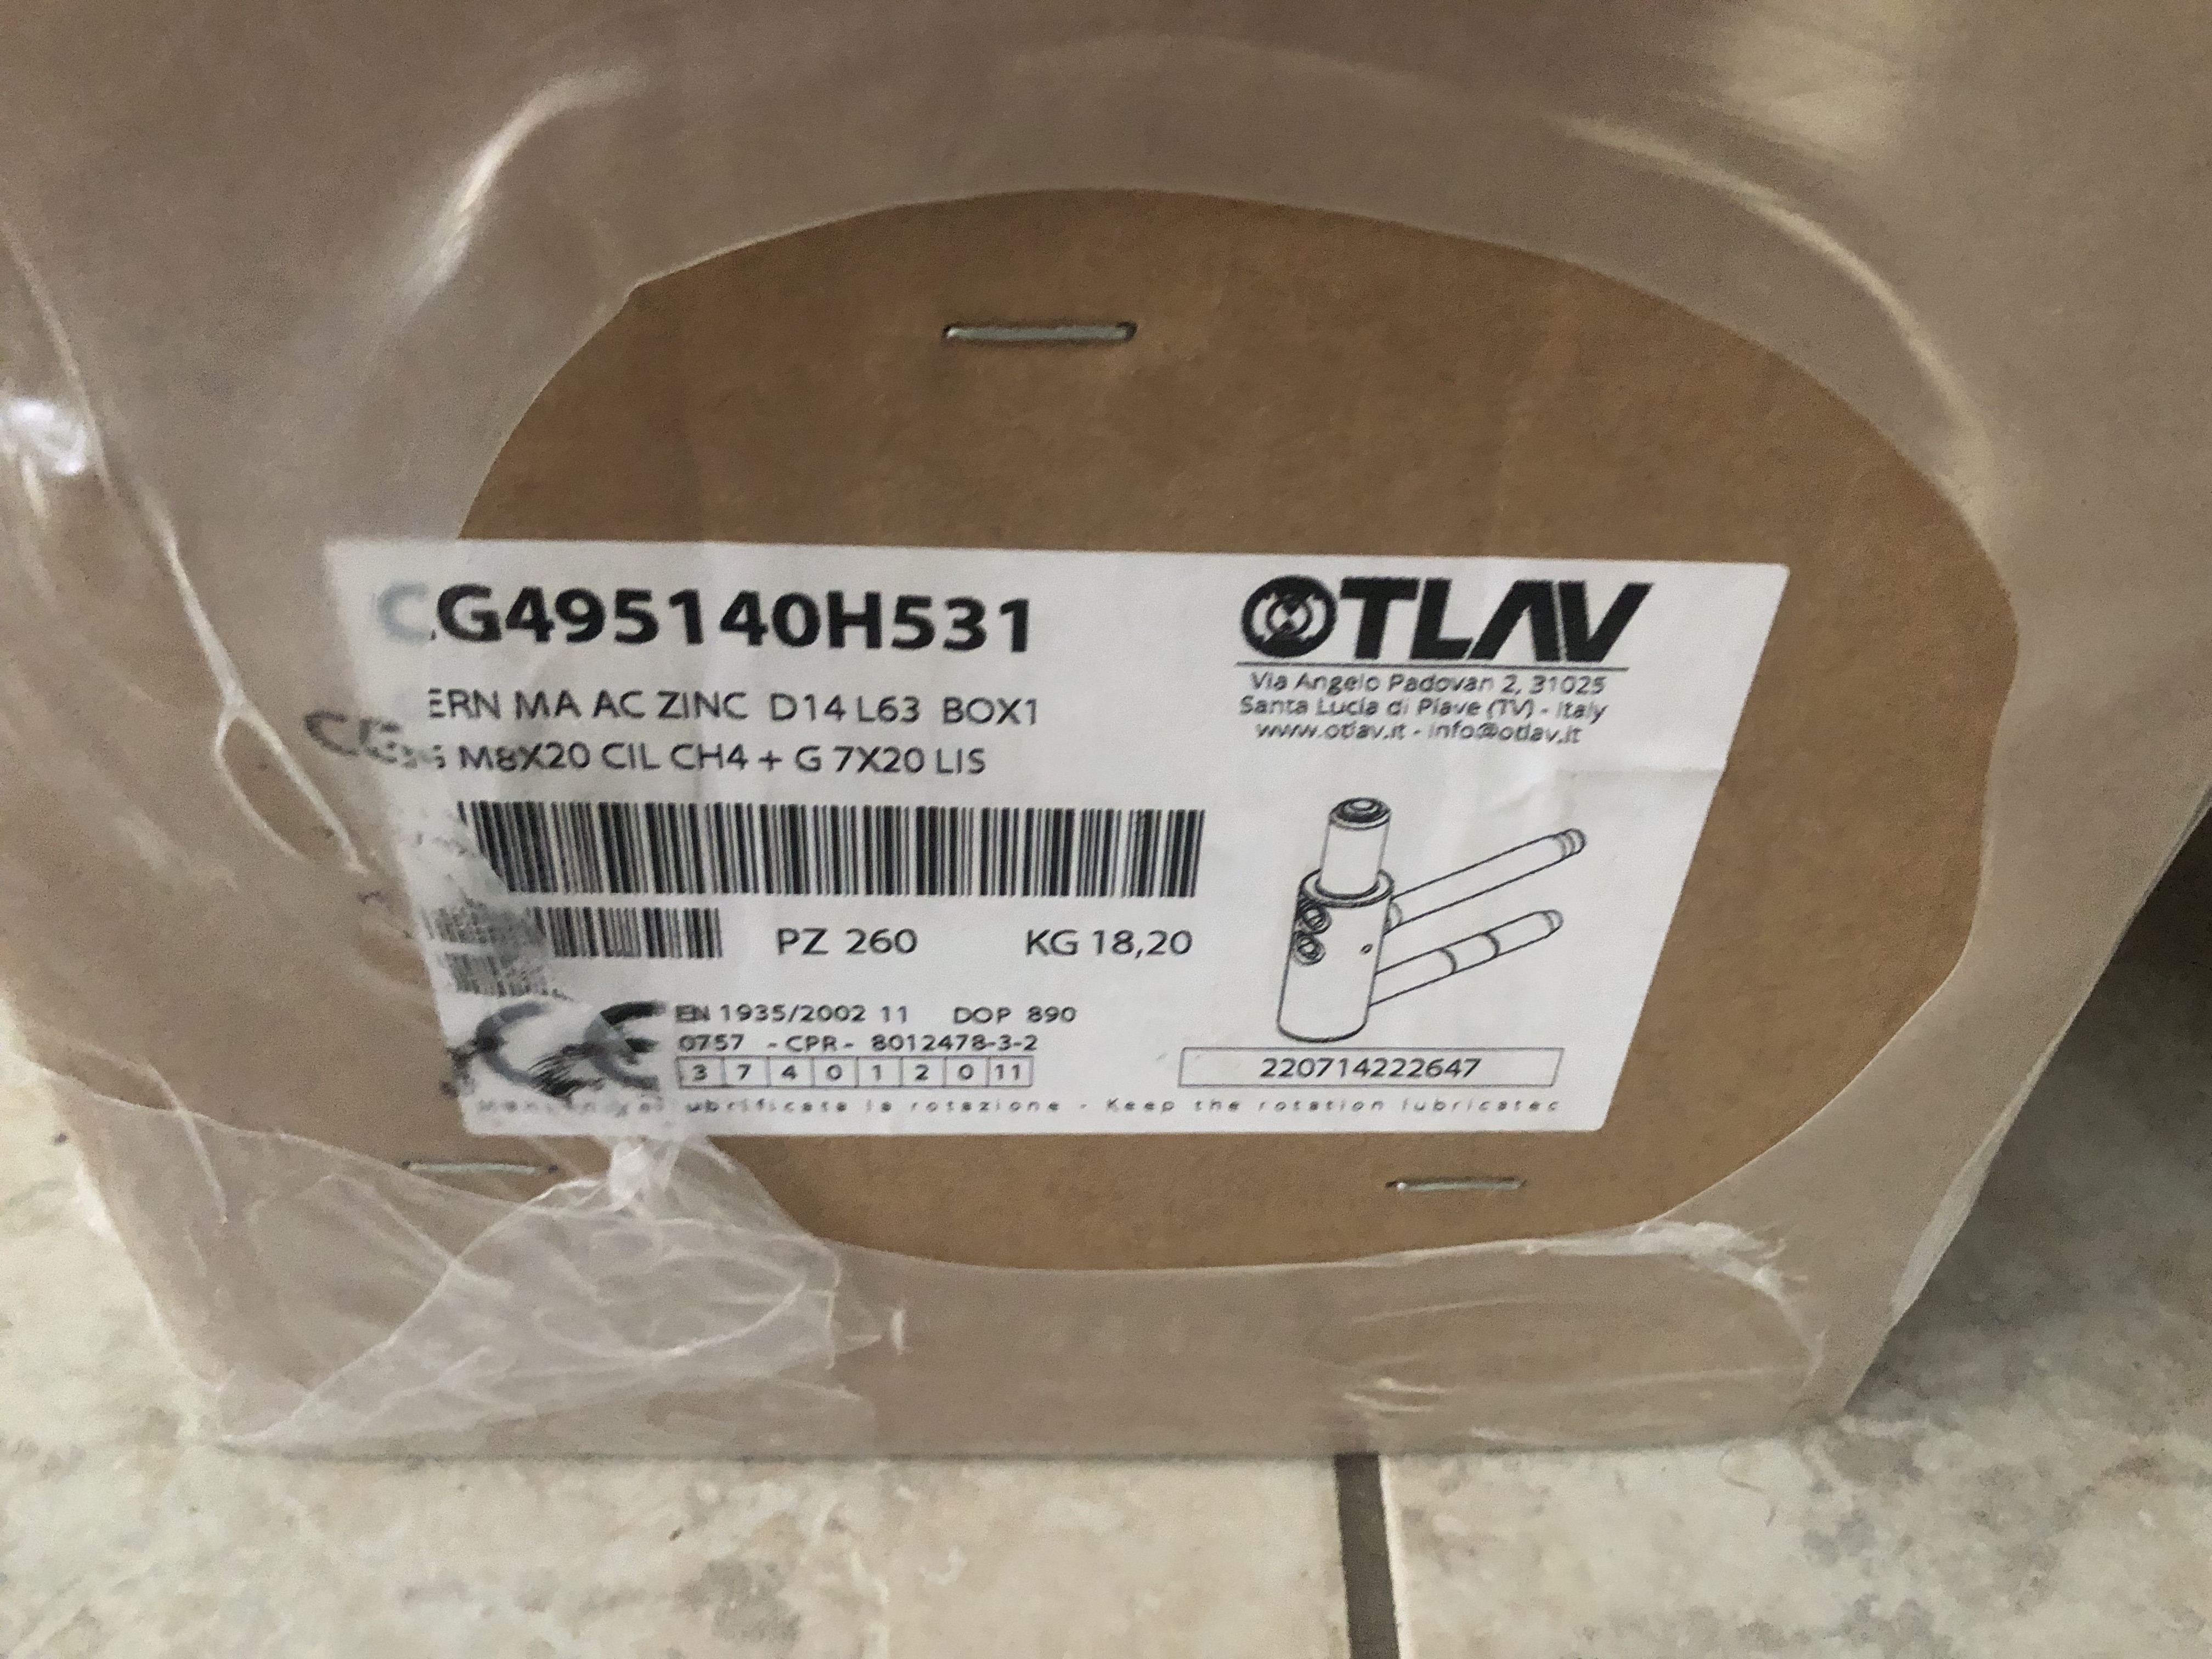 CG495140H531
OTLAV
Via Angelo Padovan 2, 31025
Santa Lucia di Piave (TV) - Italy
www.otlav.it - info@otlav.it
ERN MA AC ZINC D14 L63 BOX1
M8X20 CIL CH4 + G 7X20 LIS
PZ 260 KG 18,20
CE EN 1935/2002 11 DOP 890
0757 - CPR - 8012478-3-2
3 7 4 0 1 2 0 11
220714222647
la rotazione - Keep the rotation lubricated